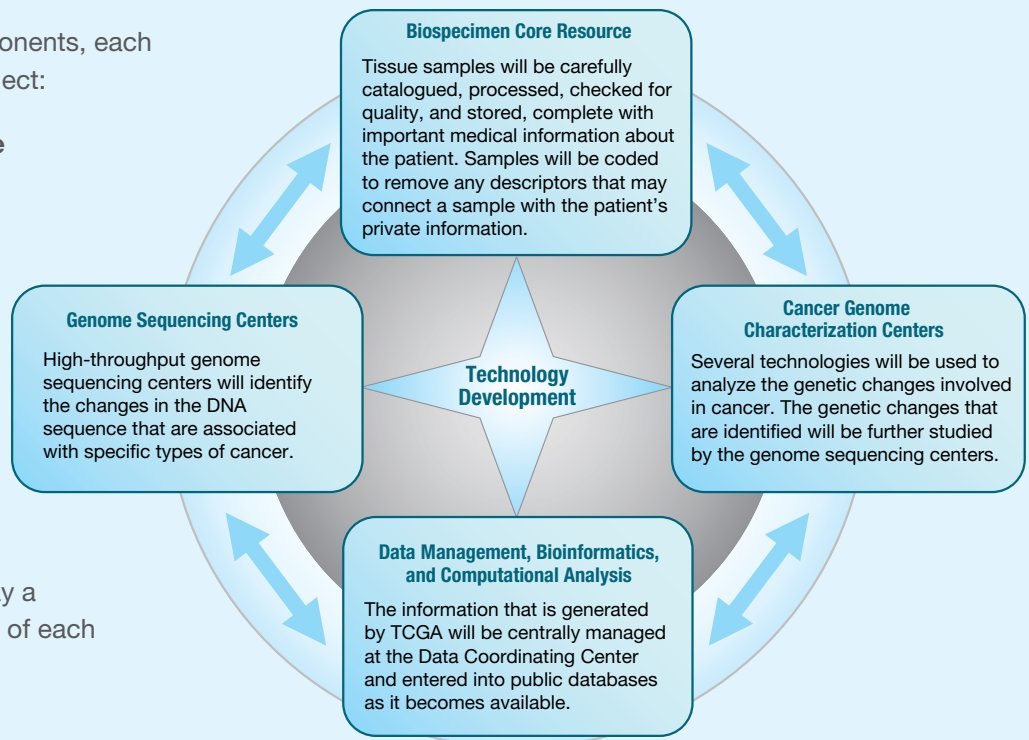 onents, each
ect:
e
y a
of each
Biospecimen Core Resource
Tissue samples will be carefully
catalogued, processed, checked for
quality, and stored, complete with
important medical information about
the patient. Samples will be coded
to remove any descriptors that may
connect a sample with the patient's
private information.
Genome Sequencing Centers
High-throughput genome
sequencing centers will identify
the changes in the DNA
sequence that are associated
with specific types of cancer.
Technology
Development
Cancer Genome
Characterization Centers
Several technologies will be used to
analyze the genetic changes involved
in cancer. The genetic changes that
are identified will be further studied
by the genome sequencing centers.
Data Management, Bioinformatics,
and Computational Analysis
The information that is generated
by TCGA will be centrally managed
at the Data Coordinating Center
and entered into public databases
as it becomes available.